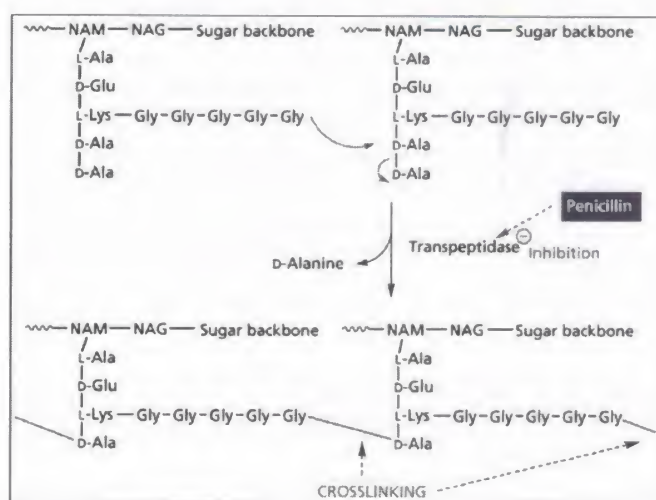 NAM — NAG — Sugar backbone NAM — NAG — Sugar backbone
L-Ala L-Ala
D-Glu D-Glu
L-Lys—Gly—Gly—Gly—Gly—Gly L-Lys—Gly—Gly—Gly—Gly—Gly
D-Ala D-Ala
D-Ala D-Ala
Penicillin
Transpeptidase ⊖ Inhibition
D-Alanine
NAM — NAG — Sugar backbone NAM — NAG — Sugar backbone
L-Ala L-Ala
D-Glu D-Glu
L-Lys—Gly—Gly—Gly—Gly—Gly L-Lys—Gly—Gly—Gly—Gly—Gly
D-Ala D-Ala
CROSSLINKING